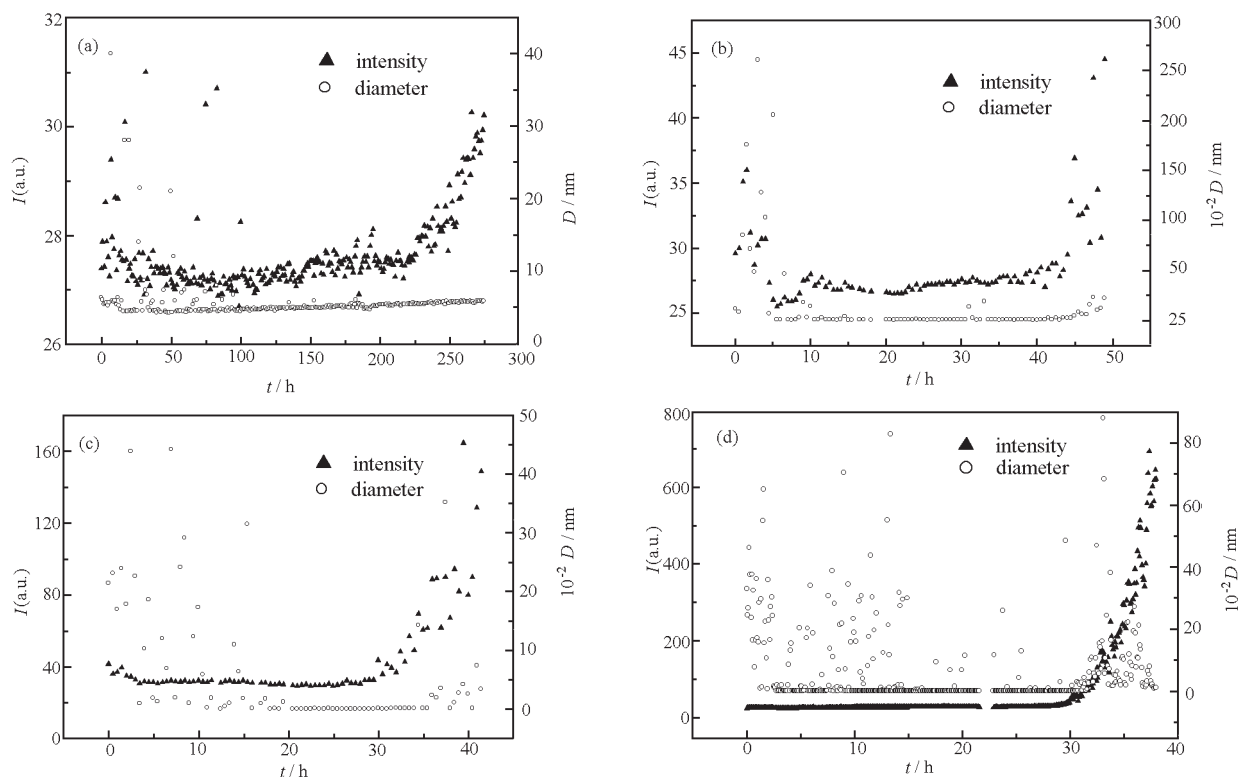 (a)
intensity
diameter
32
30
28
26
I (a.u.)
40
30
20
10
0
D / nm
0 50 100 150 200 250 300
t / h
(b)
intensity
diameter
45
40
35
30
25
I (a.u.)
300
250
200
150
100
50
25
10⁻² D / nm
0 10 20 30 40 50
t / h
(c)
intensity
diameter
160
120
80
40
0
I (a.u.)
50
40
30
20
10
0
10⁻² D / nm
0 10 20 30 40
t / h
(d)
intensity
diameter
800
600
400
200
0
I (a.u.)
80
60
40
20
0
10⁻² D / nm
0 10 20 30 40
t / h